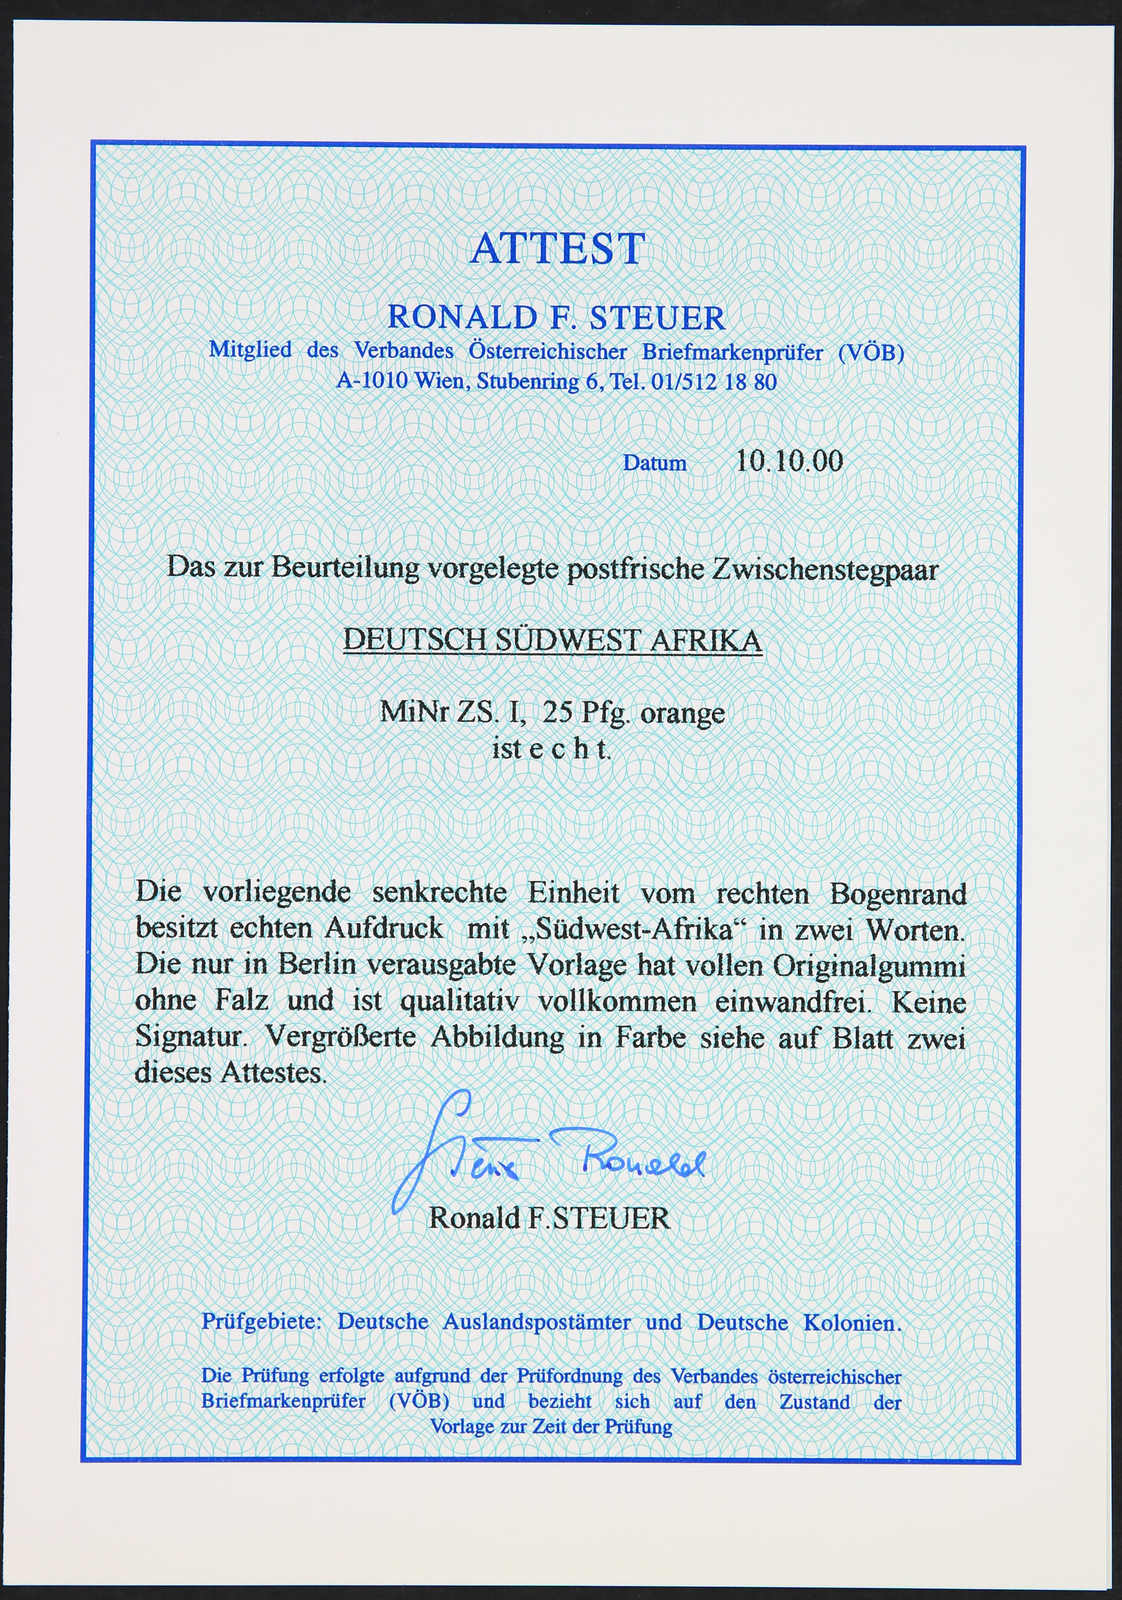 ATTEST
RONALD F. STEUER
Mitglied des Verbandes Österreichischer Briefmarkenprüfer (VÖB)
A-1010 Wien, Stubenring 6, Tel. 01/512 18 80
Datum 10.10.00
Das zur Beurteilung vorgelegte postfrische Zwischenstegpaar
DEUTSCH SÜDWEST AFRIKA
MiNr ZS. I, 25 Pfg. orange
ist e c h t.
Die vorliegende senkrechte Einheit vom rechten Bogenrand
besitzt echten Aufdruck mit „Südwest-Afrika“ in zwei Worten.
Die nur in Berlin verausgabte Vorlage hat vollen Originalgummi
ohne Falz und ist qualitativ vollkommen einwandfrei. Keine
Signatur. Vergrößerte Abbildung in Farbe siehe auf Blatt zwei
dieses Attestes.
Steuer Ronald
Ronald F.STEUER
Prüfgebiete: Deutsche Auslandspostämter und Deutsche Kolonien.
Die Prüfung erfolgte aufgrund der Prüfordnung des Verbandes österreichischer
Briefmarkenprüfer (VÖB) und bezieht sich auf den Zustand der
Vorlage zur Zeit der Prüfung